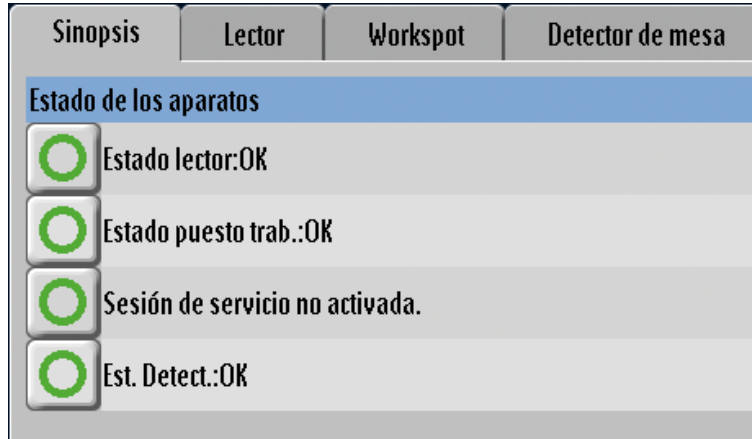 Sinopsis
Lector
Workspot
Detector de mesa
Estado de los aparatos
Estado lector:OK
Estado puesto trab.:OK
Sesión de servicio no activada.
Est. Detect.:OK